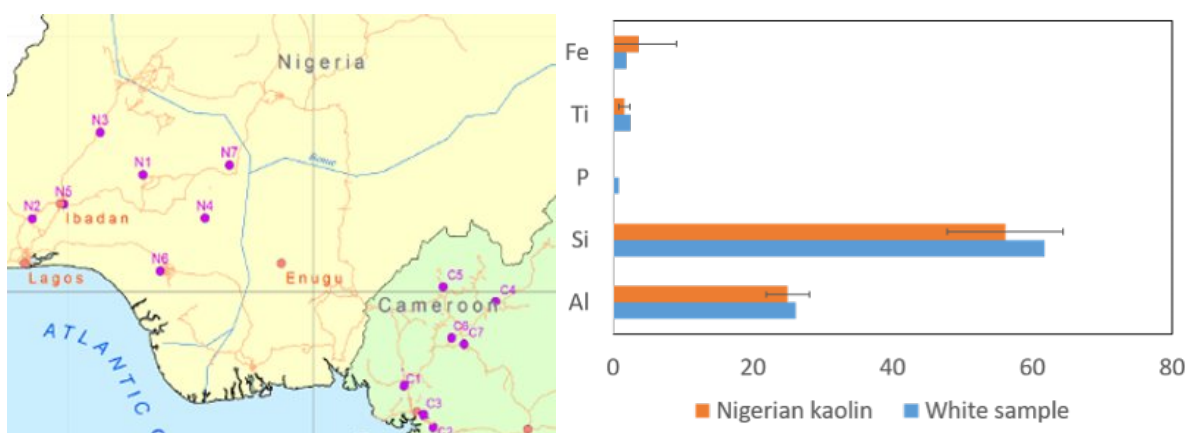 Nigeria
N3
N1
N7
Benue
N2
N5
Ibadan
N4
N6
Lagos
Enugu
C5
C4
Cameroon
C6
C7
ATLANTIC
C1
C3
C2
Fe
Ti
P
Si
Al
0
20
40
60
80
Nigerian kaolin
White sample